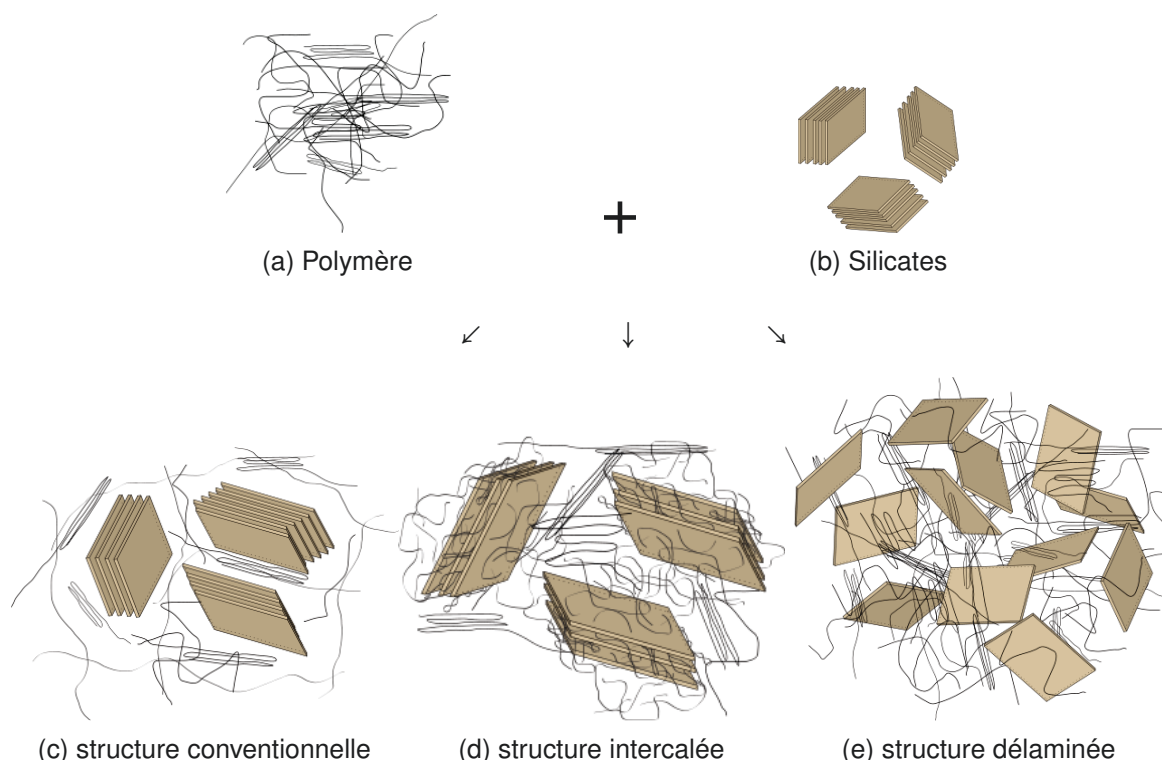 +
(a) Polymère
(b) Silicates
(c) structure conventionnelle
(d) structure intercalée
(e) structure délaminée